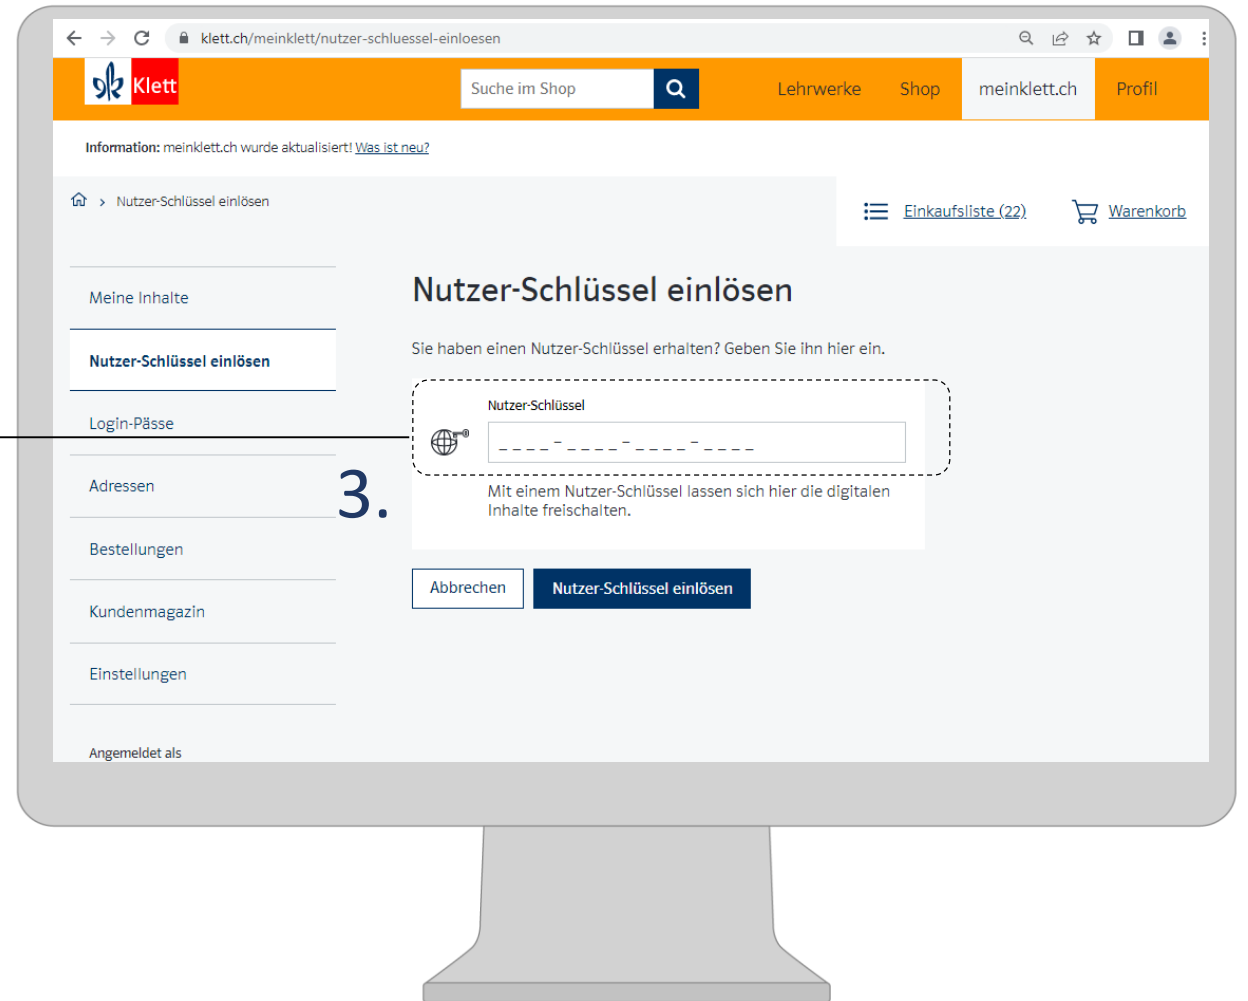 klett.ch/meinklett/nutzer-schluessel-einloesen
Klett
Suche im Shop
Lehrwerke
Shop
meinklett.ch
Profil
Information: meinklett.ch wurde aktualisiert! Was ist neu?
Nutzer-Schlüssel einlösen
Einkaufsliste (22)
Warenkorb
Meine Inhalte
Nutzer-Schlüssel einlösen
Login-Pässe
Adressen
Bestellungen
Kundenmagazin
Einstellungen
Angemeldet als
3.
Nutzer-Schlüssel einlösen
Sie haben einen Nutzer-Schlüssel erhalten? Geben Sie ihn hier ein.
Nutzer-Schlüssel
_ _ _ _ - _ _ _ _ - _ _ _ _ - _ _ _ _
Mit einem Nutzer-Schlüssel lassen sich hier die digitalen
Inhalte freischalten.
Abbrechen
Nutzer-Schlüssel einlösen